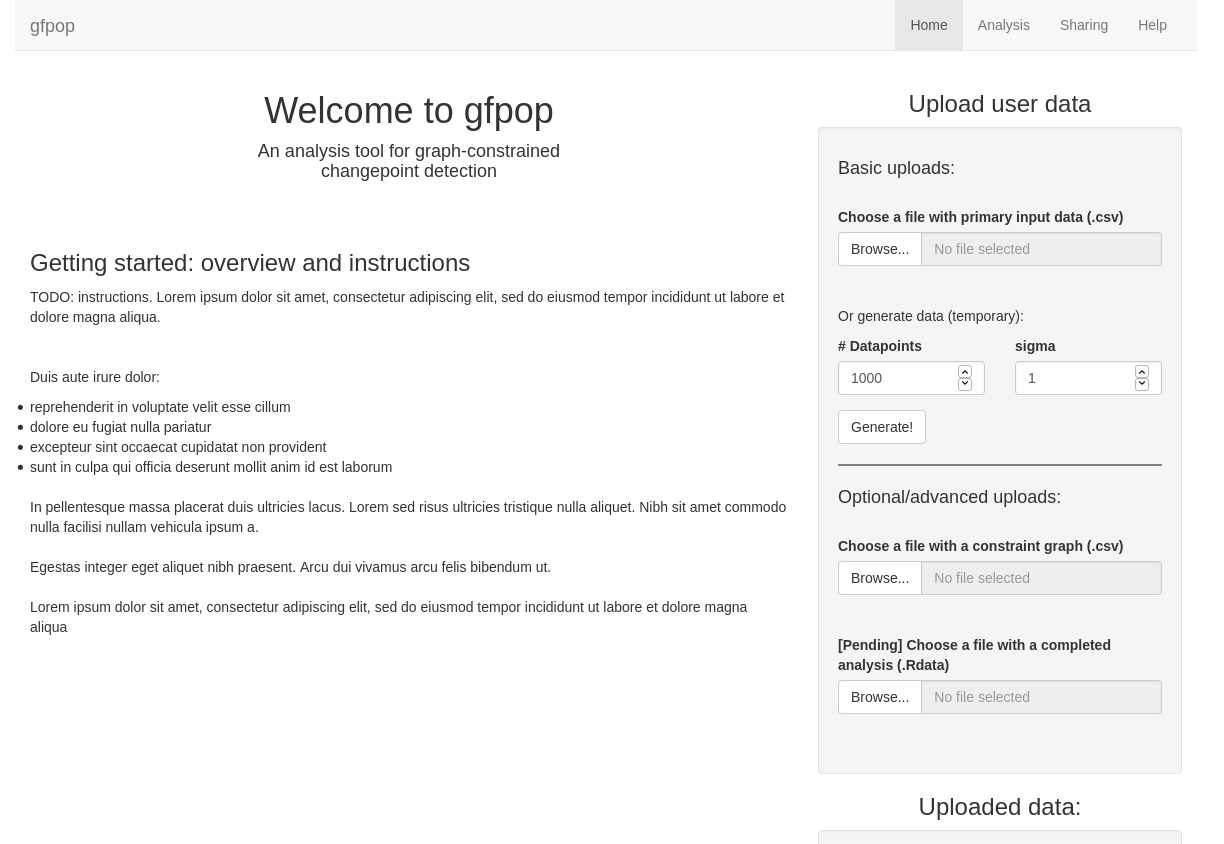 gfpop
Home
Analysis
Sharing
Help
Welcome to gfpop
An analysis tool for graph-constrained
changepoint detection
Getting started: overview and instructions
TODO: instructions. Lorem ipsum dolor sit amet, consectetur adipiscing elit, sed do eiusmod tempor incididunt ut labore et
dolore magna aliqua.
Duis aute irure dolor:
• reprehenderit in voluptate velit esse cillum
• dolore eu fugiat nulla pariatur
• excepteur sint occaecat cupidatat non provident
• sunt in culpa qui officia deserunt mollit anim id est laborum
In pellentesque massa placerat duis ultricies lacus. Lorem sed risus ultricies tristique nulla aliquet. Nibh sit amet commodo
nulla facilisi nullam vehicula ipsum a.
Egestas integer eget aliquet nibh praesent. Arcu dui vivamus arcu felis bibendum ut.
Lorem ipsum dolor sit amet, consectetur adipiscing elit, sed do eiusmod tempor incididunt ut labore et dolore magna
aliqua
Upload user data
Basic uploads:
Choose a file with primary input data (.csv)
Browse... No file selected
Or generate data (temporary):
# Datapoints sigma
1000 1
Generate!
Optional/advanced uploads:
Choose a file with a constraint graph (.csv)
Browse... No file selected
[Pending] Choose a file with a completed
analysis (.Rdata)
Browse... No file selected
Uploaded data: